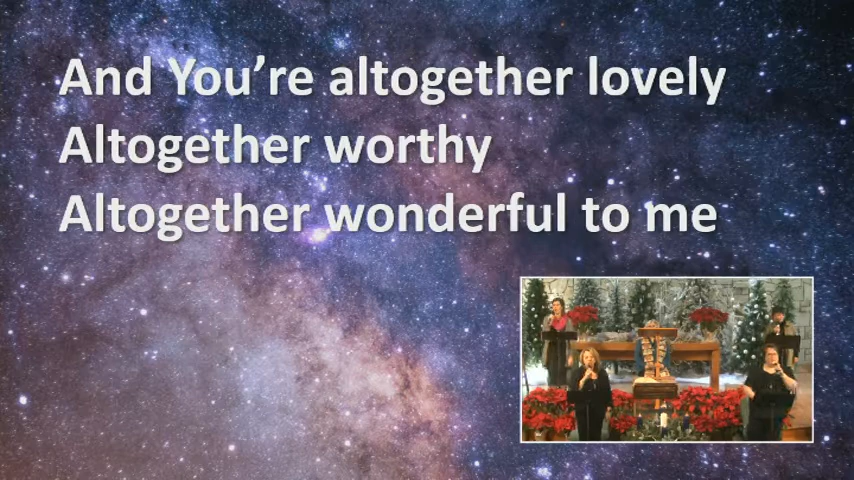 And You’re altogether lovely
Altogether worthy
Altogether wonderful to me